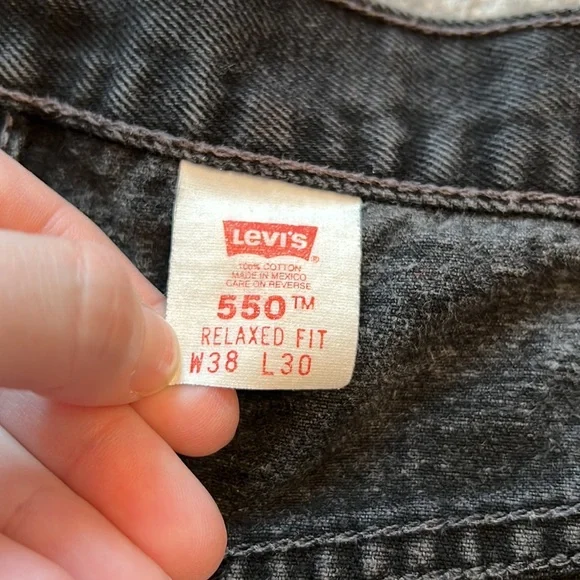 Levi's ®
100% COTTON
MADE IN MEXICO
CARE ON REVERSE
550™
RELAXED FIT
W38 L30